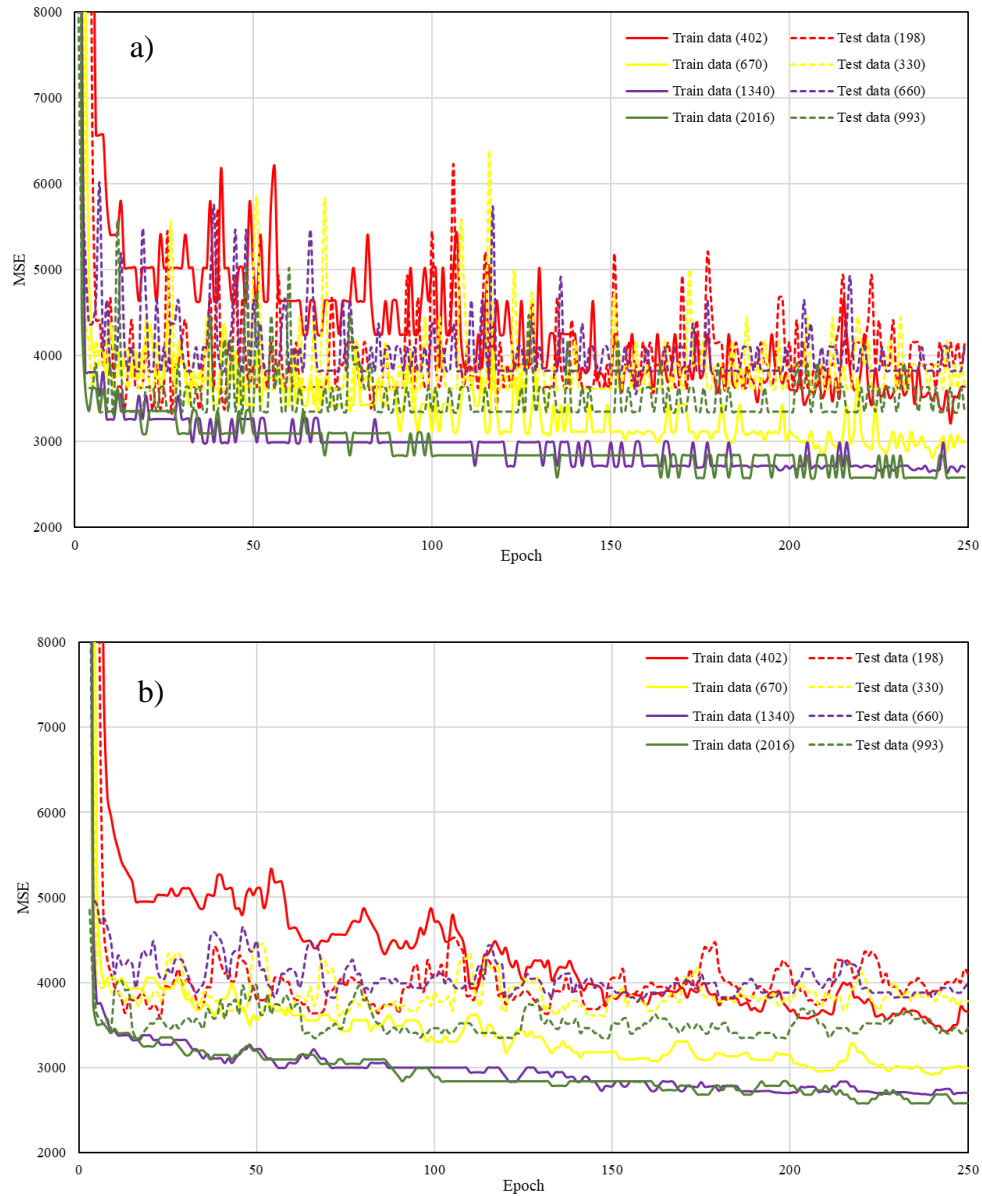 8000
a)
Train data (402) Test data (198)
Train data (670) Test data (330)
7000
Train data (1340) Test data (660)
Train data (2016) Test data (993)
6000
MSE
5000
4000
3000
2000
0 50 100 150 200 250
Epoch
8000
b)
Train data (402) Test data (198)
Train data (670) Test data (330)
Train data (1340) Test data (660)
7000
Train data (2016) Test data (993)
6000
MSE
5000
4000
3000
2000
0 50 100 150 200 250
Epoch